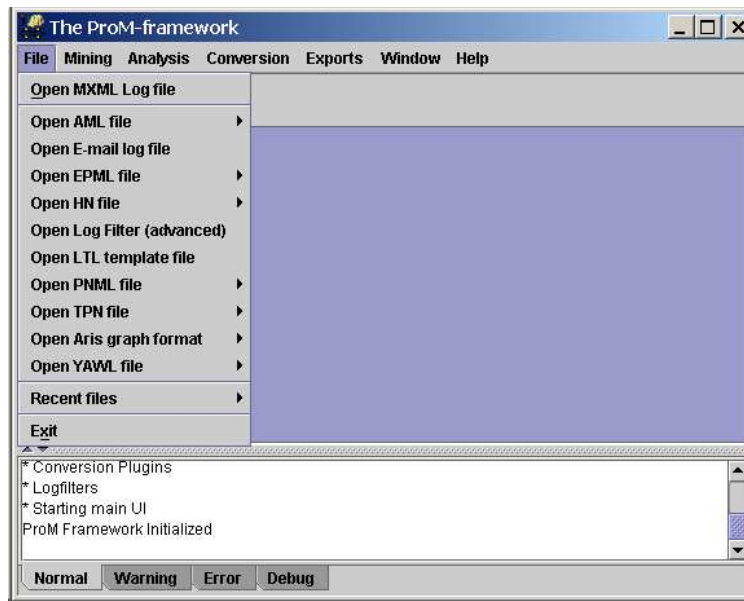 The ProM-framework
File Mining Analysis Conversion Exports Window Help
Open MXML Log file
Open AML file
Open E-mail log file
Open EPML file
Open HN file
Open Log Filter (advanced)
Open LTL template file
Open PNML file
Open TPN file
Open Aris graph format
Open YAWL file
Recent files
Exit
* Conversion Plugins
* Logfilters
* Starting main UI
ProM Framework Initialized
Normal Warning Error Debug